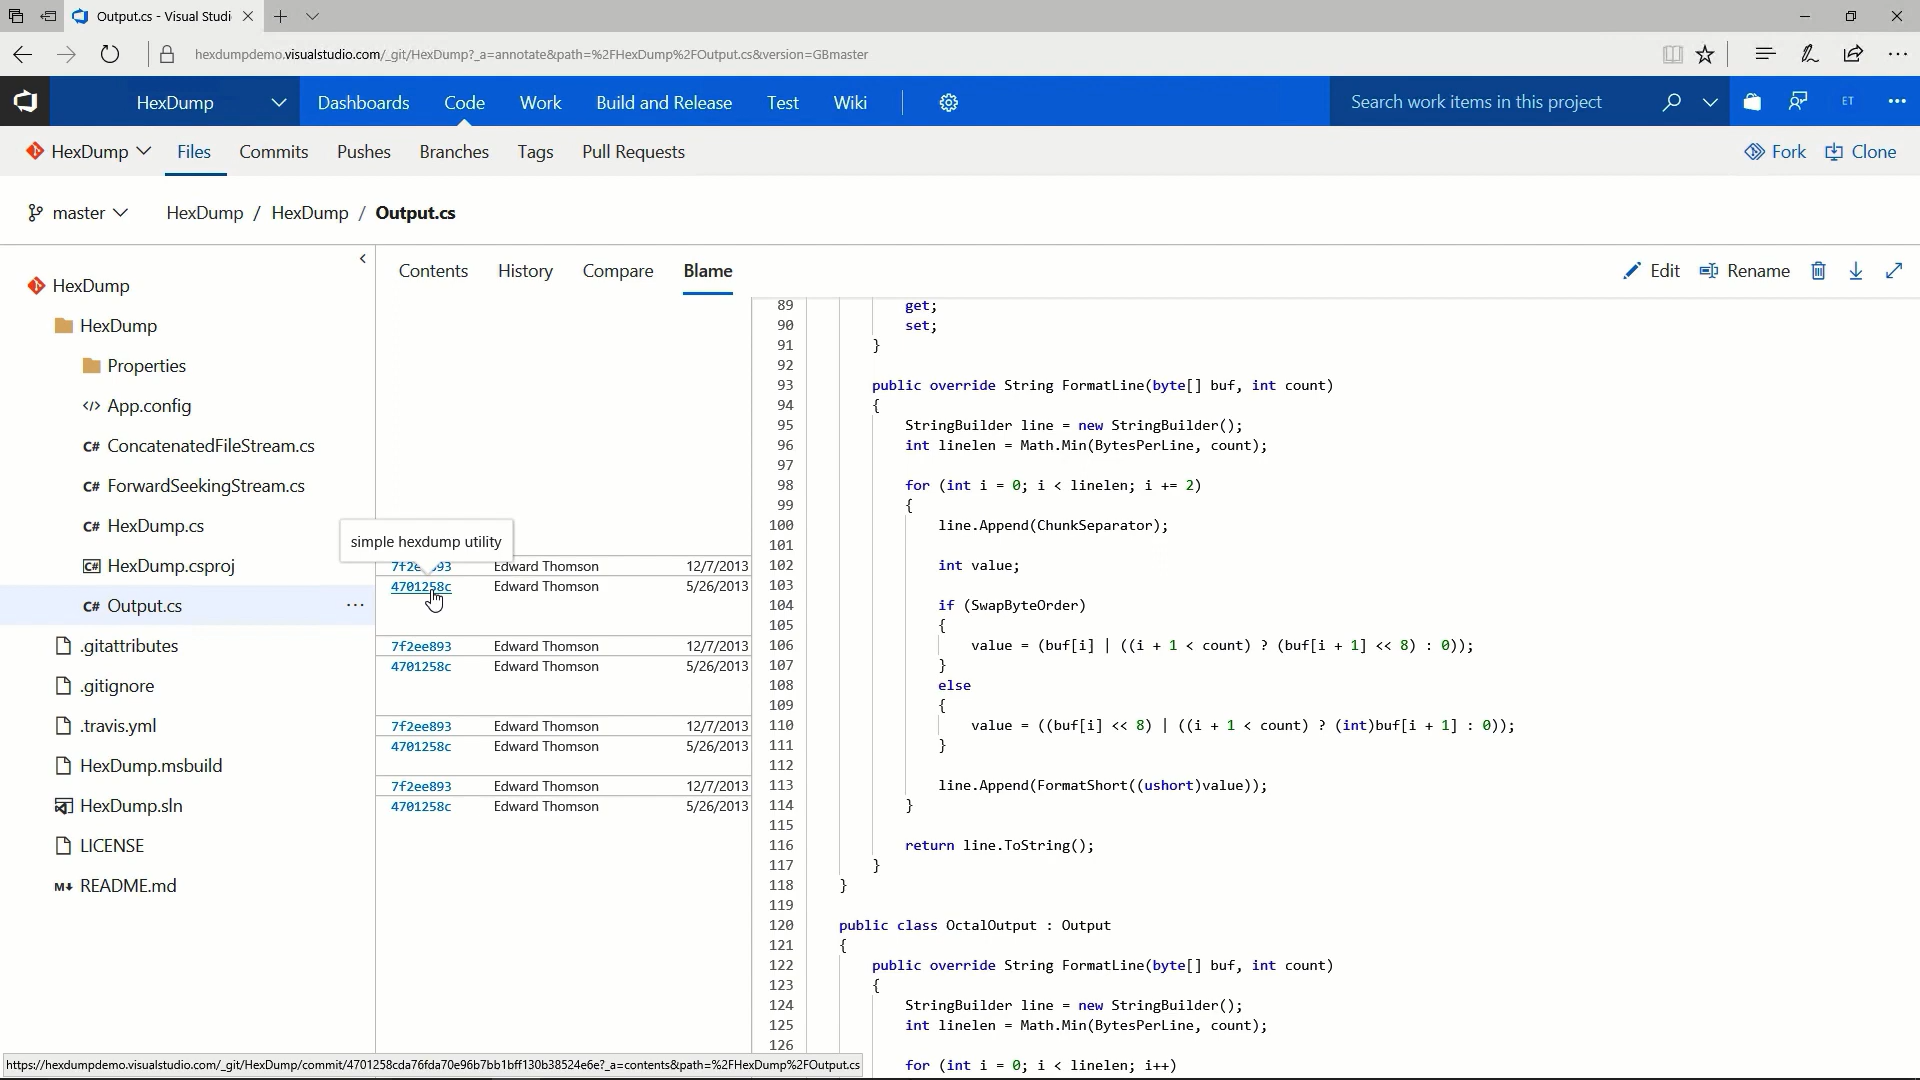 Output.cs - Visual Studi
hexdumpdemo.visualstudio.com/_git/HexDump?_a=annotate&path=%2FHexDump%2FOutput.cs&version=GBmaster
HexDump Dashboards Code Work Build and Release Test Wiki Search work items in this project ET
HexDump Files Commits Pushes Branches Tags Pull Requests Fork Clone
master HexDump / HexDump / Output.cs
Contents History Compare Blame Edit Rename
HexDump
HexDump
Properties
</> App.config
C# ConcatenatedFileStream.cs
C# ForwardSeekingStream.cs
C# HexDump.cs
C# HexDump.csproj
C# Output.cs ...
.gitattributes
.gitignore
.travis.yml
HexDump.msbuild
HexDump.sln
LICENSE
M↓ README.md
simple hexdump utility
Edward Thomson 12/7/2013
4701258c Edward Thomson 5/26/2013
7f2ee893 Edward Thomson 12/7/2013
4701258c Edward Thomson 5/26/2013
7f2ee893 Edward Thomson 12/7/2013
4701258c Edward Thomson 5/26/2013
7f2ee893 Edward Thomson 12/7/2013
4701258c Edward Thomson 5/26/2013
89 get;
90 set;
91 }
92
93 public override String FormatLine(byte[] buf, int count)
94 {
95 StringBuilder line = new StringBuilder();
96 int linelen = Math.Min(BytesPerLine, count);
97
98 for (int i = 0; i < linelen; i += 2)
99 {
100 line.Append(ChunkSeparator);
101
102 int value;
103
104 if (SwapByteOrder)
105 {
106 value = (buf[i] | ((i + 1 < count) ? (buf[i + 1] << 8) : 0));
107 }
108 else
109 {
110 value = ((buf[i] << 8) | ((i + 1 < count) ? (int)buf[i + 1] : 0));
111 }
112
113 line.Append(FormatShort((ushort)value));
114 }
115
116 return line.ToString();
117 }
118 }
119
120 public class OctalOutput : Output
121 {
122 public override String FormatLine(byte[] buf, int count)
123 {
124 StringBuilder line = new StringBuilder();
125 int linelen = Math.Min(BytesPerLine, count);
126
for (int i = 0; i < linelen; i++)
https://hexdumpdemo.visualstudio.com/_git/HexDump/commit/4701258cda76fda70e96b7bb1bff130b38524e6e?_a=contents&path=%2FHexDump%2FOutput.cs